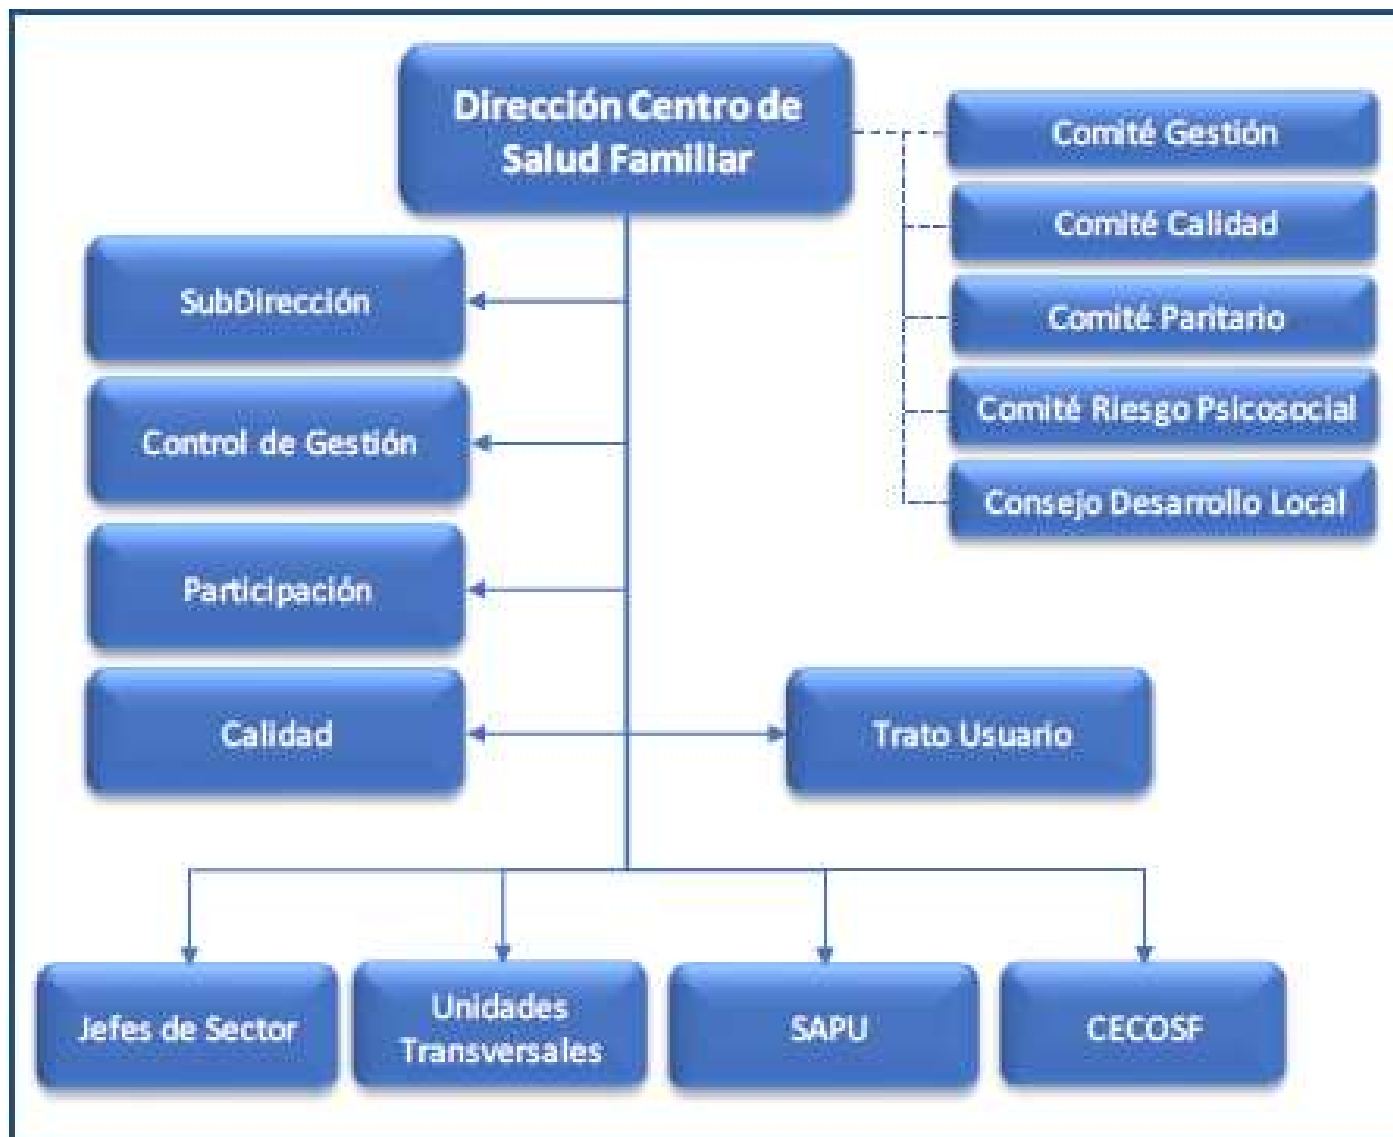 Dirección Centro de
Salud Familiar
Comité Gestión
Comité Calidad
Comité Paritario
Comité Riesgo Psicosocial
Consejo Desarrollo Local
SubDirección
Control de Gestión
Participación
Calidad
Trato Usuario
Jefes de Sector
Unidades
Transversales
SAPU
CECOSF